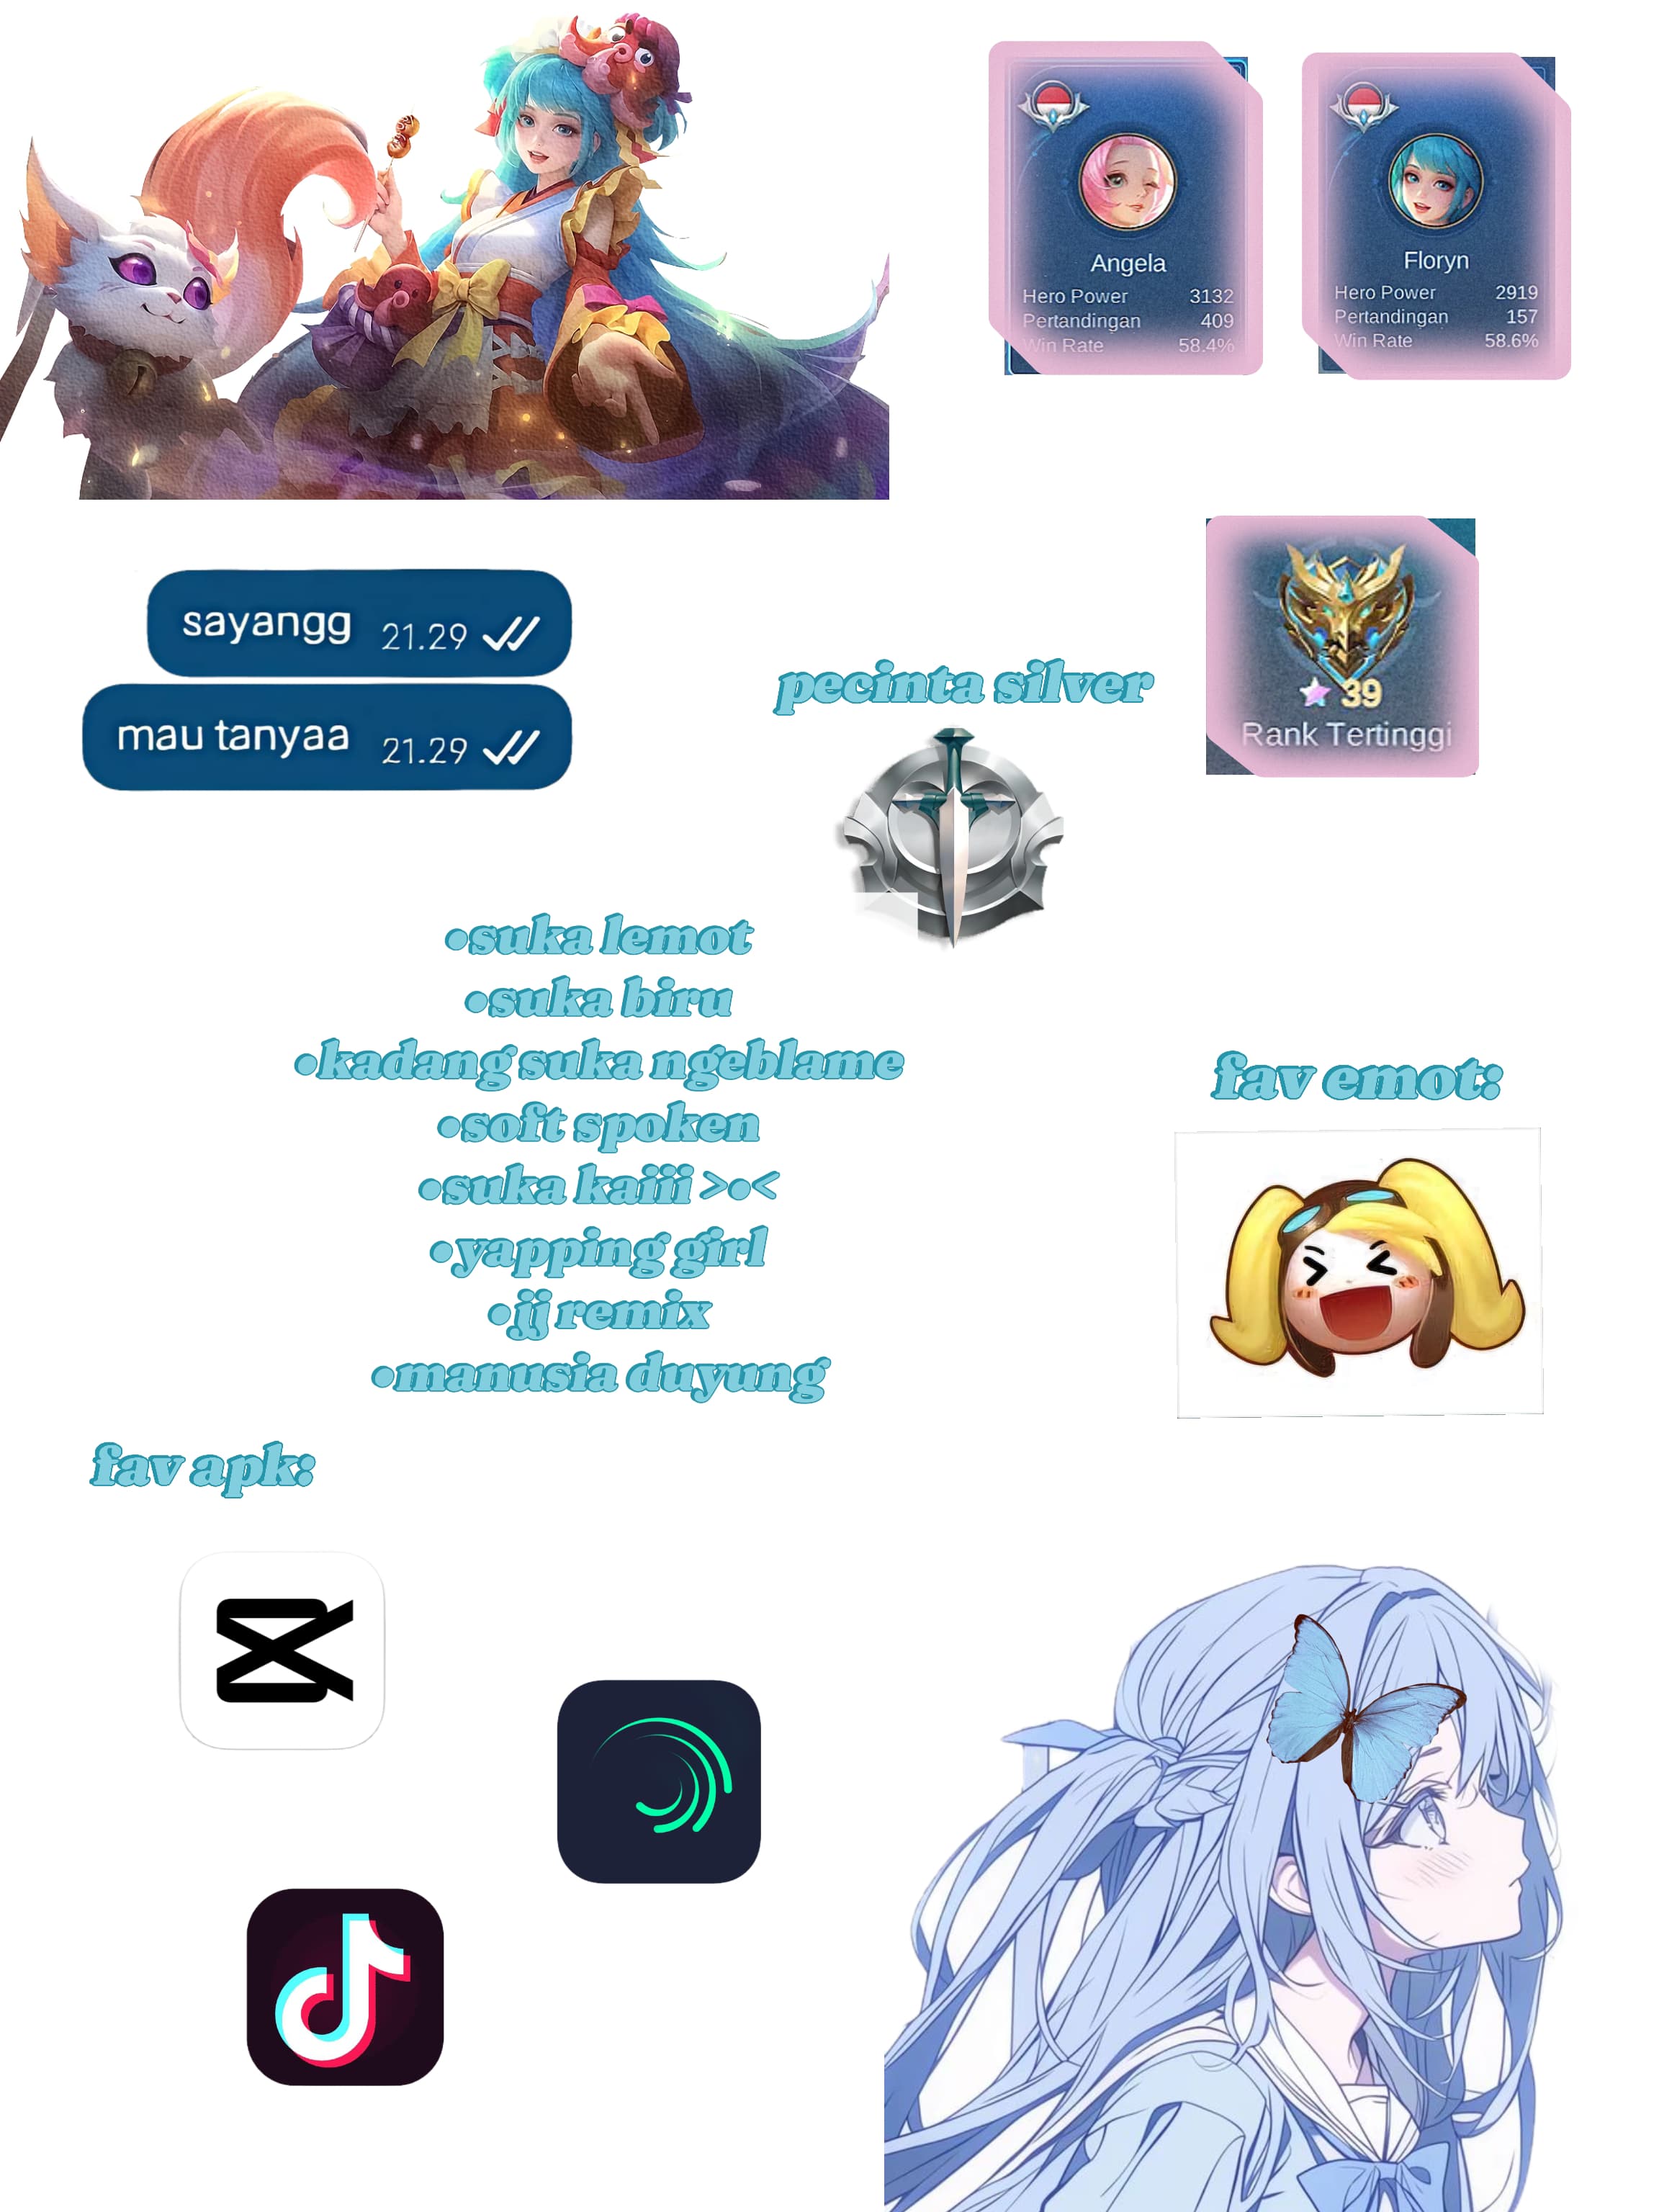 Angela
Hero Power 3132
Pertandingan 409
Win Rate 58.4%
Floryn
Hero Power 2919
Pertandingan 157
Win Rate 58.6%
sayangg 21.29
mau tanyaa 21.29
pecinta silver
39
Rank Tertinggi
•suka lemot
•suka biru
•kadang suka ngeblame
•soft spoken
•suka kaiii >•<
•yapping girl
•jj remix
•manusia duyung
fav emot:
fav apk: